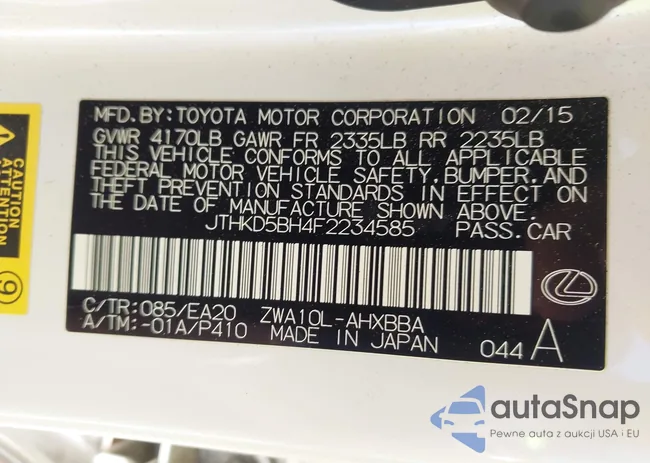 MFD.BY:TOYOTA MOTOR CORPORATION 02/15
GVWR 4170LB GAWR FR 2335LB RR 2235LB
THIS VEHICLE CONFORMS TO ALL APPLICABLE
FEDERAL MOTOR VEHICLE SAFETY,BUMPER,AND
THEFT PREVENTION STANDARDS IN EFFECT ON
THE DATE OF MANUFACTURE SHOWN ABOVE.
JTHKD5BH4F2234585 PASS.CAR
C/TR:085/EA20 ZWA10L-AHXBBA
A/TM:-01A/P410 MADE IN JAPAN
044 A
CAUTION
ATTENTION
9
autaSnap
Pewne auta z aukcji USA i EU